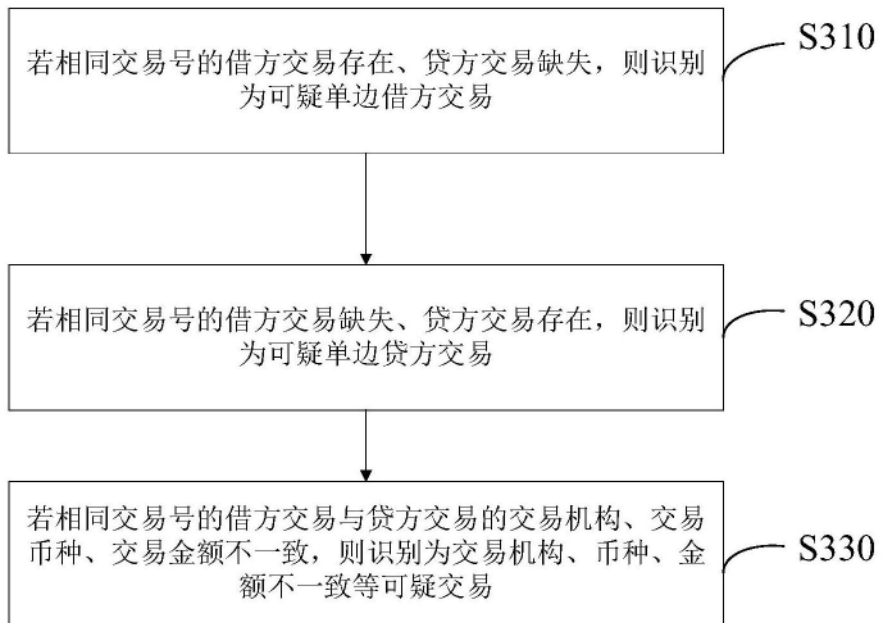 若相同交易号的借方交易存在、贷方交易缺失，则识别
为可疑单边借方交易
S310
若相同交易号的借方交易缺失、贷方交易存在，则识别
为可疑单边贷方交易
S320
若相同交易号的借方交易与贷方交易的交易机构、交易
币种、交易金额不一致，则识别为交易机构、币种、金
额不一致等可疑交易
S330